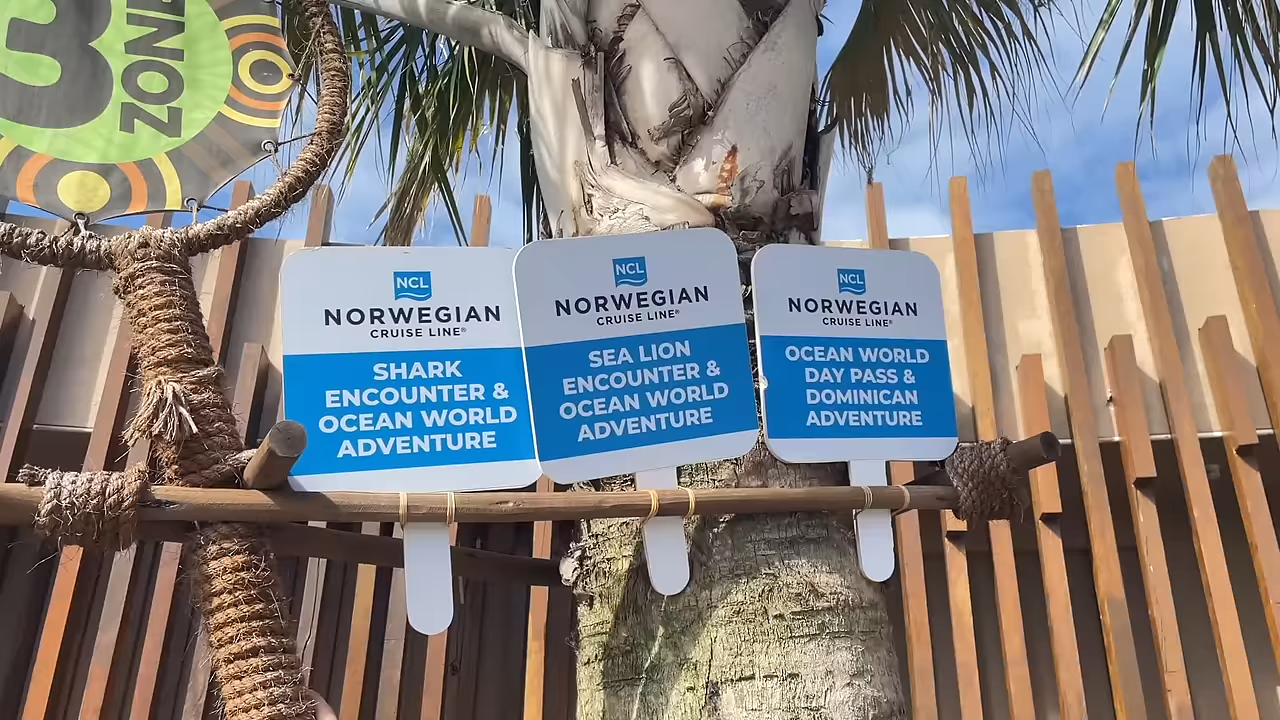 3
ZONE
NCL
NORWEGIAN
CRUISE LINE®
SHARK
ENCOUNTER &
OCEAN WORLD
ADVENTURE
NCL
NORWEGIAN
CRUISE LINE®
SEA LION
ENCOUNTER &
OCEAN WORLD
ADVENTURE
NCL
NORWEGIAN
CRUISE LINE®
OCEAN WORLD
DAY PASS &
DOMINICAN
ADVENTURE